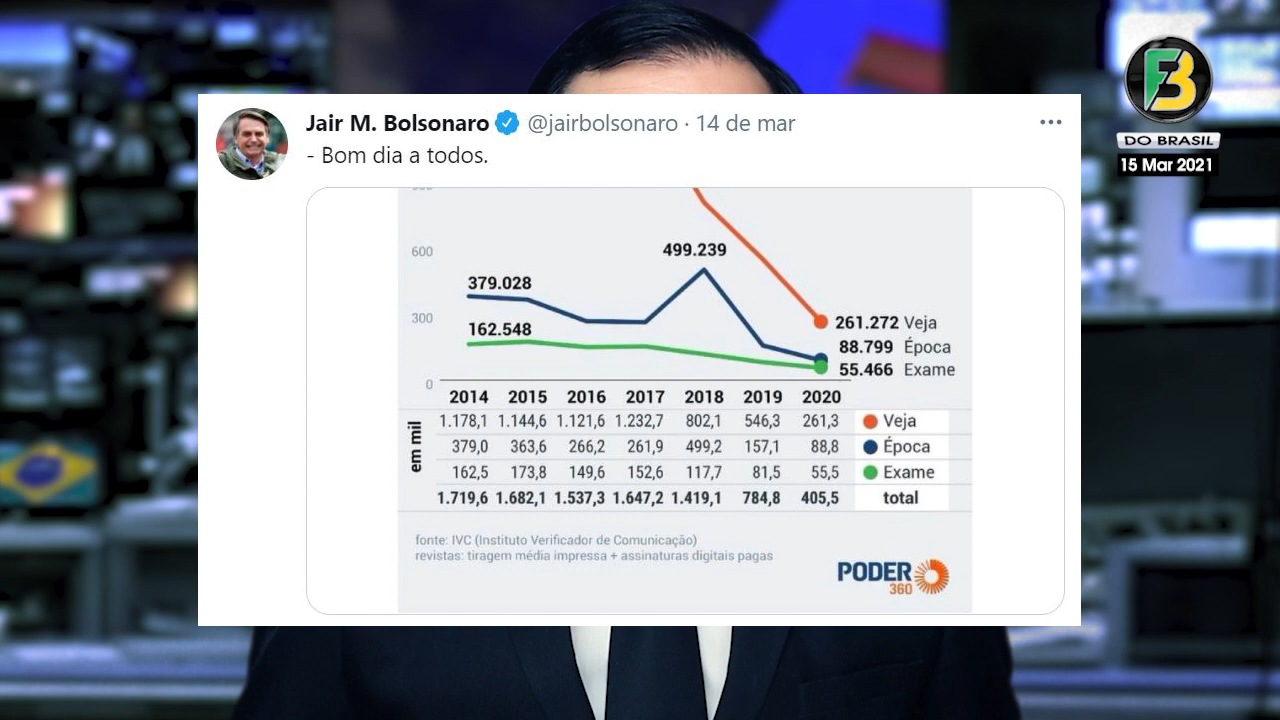 Jair M. Bolsonaro @jairbolsonaro · 14 de mar
- Bom dia a todos.
FB
DO BRASIL
15 Mar 2021
600
499.239
379.028
300
162.548
261.272 Veja
88.799 Época
55.466 Exame
0
2014 2015 2016 2017 2018 2019 2020
em mil
1.178,1 1.144,6 1.121,6 1.232,7 802,1 546,3 261,3 Veja
379,0 363,6 266,2 261,9 499,2 157,1 88,8 Época
162,5 173,8 149,6 152,6 117,7 81,5 55,5 Exame
1.719,6 1.682,1 1.537,3 1.647,2 1.419,1 784,8 405,5 total
fonte: IVC (Instituto Verificador de Comunicação)
revistas: tiragem média impressa + assinaturas digitais pagas
PODER
360